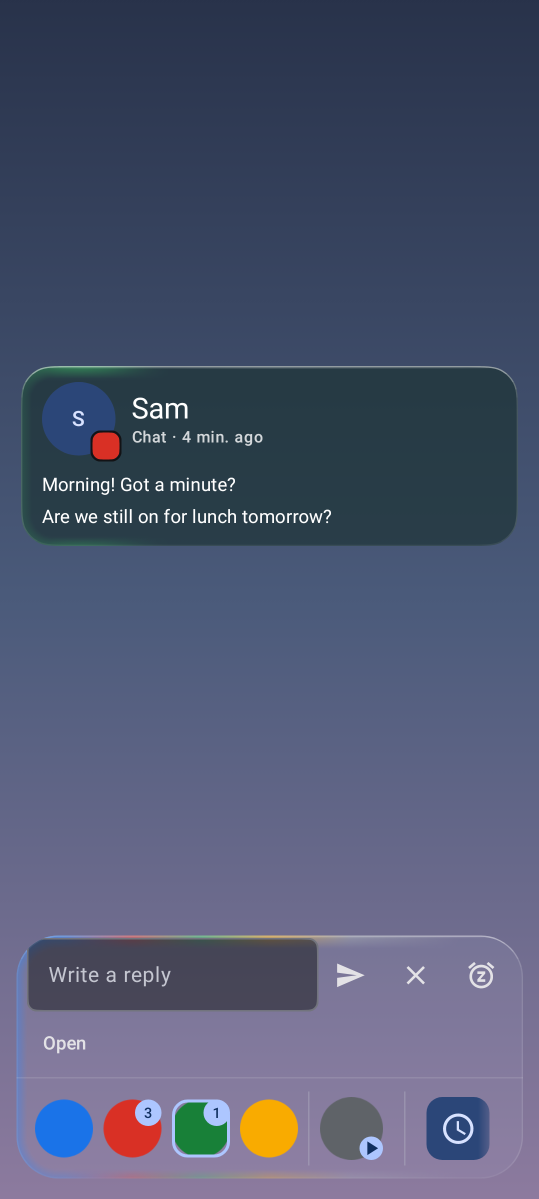 S
Sam
Chat · 4 min. ago
Morning! Got a minute?
Are we still on for lunch tomorrow?
Write a reply
Open
3
1